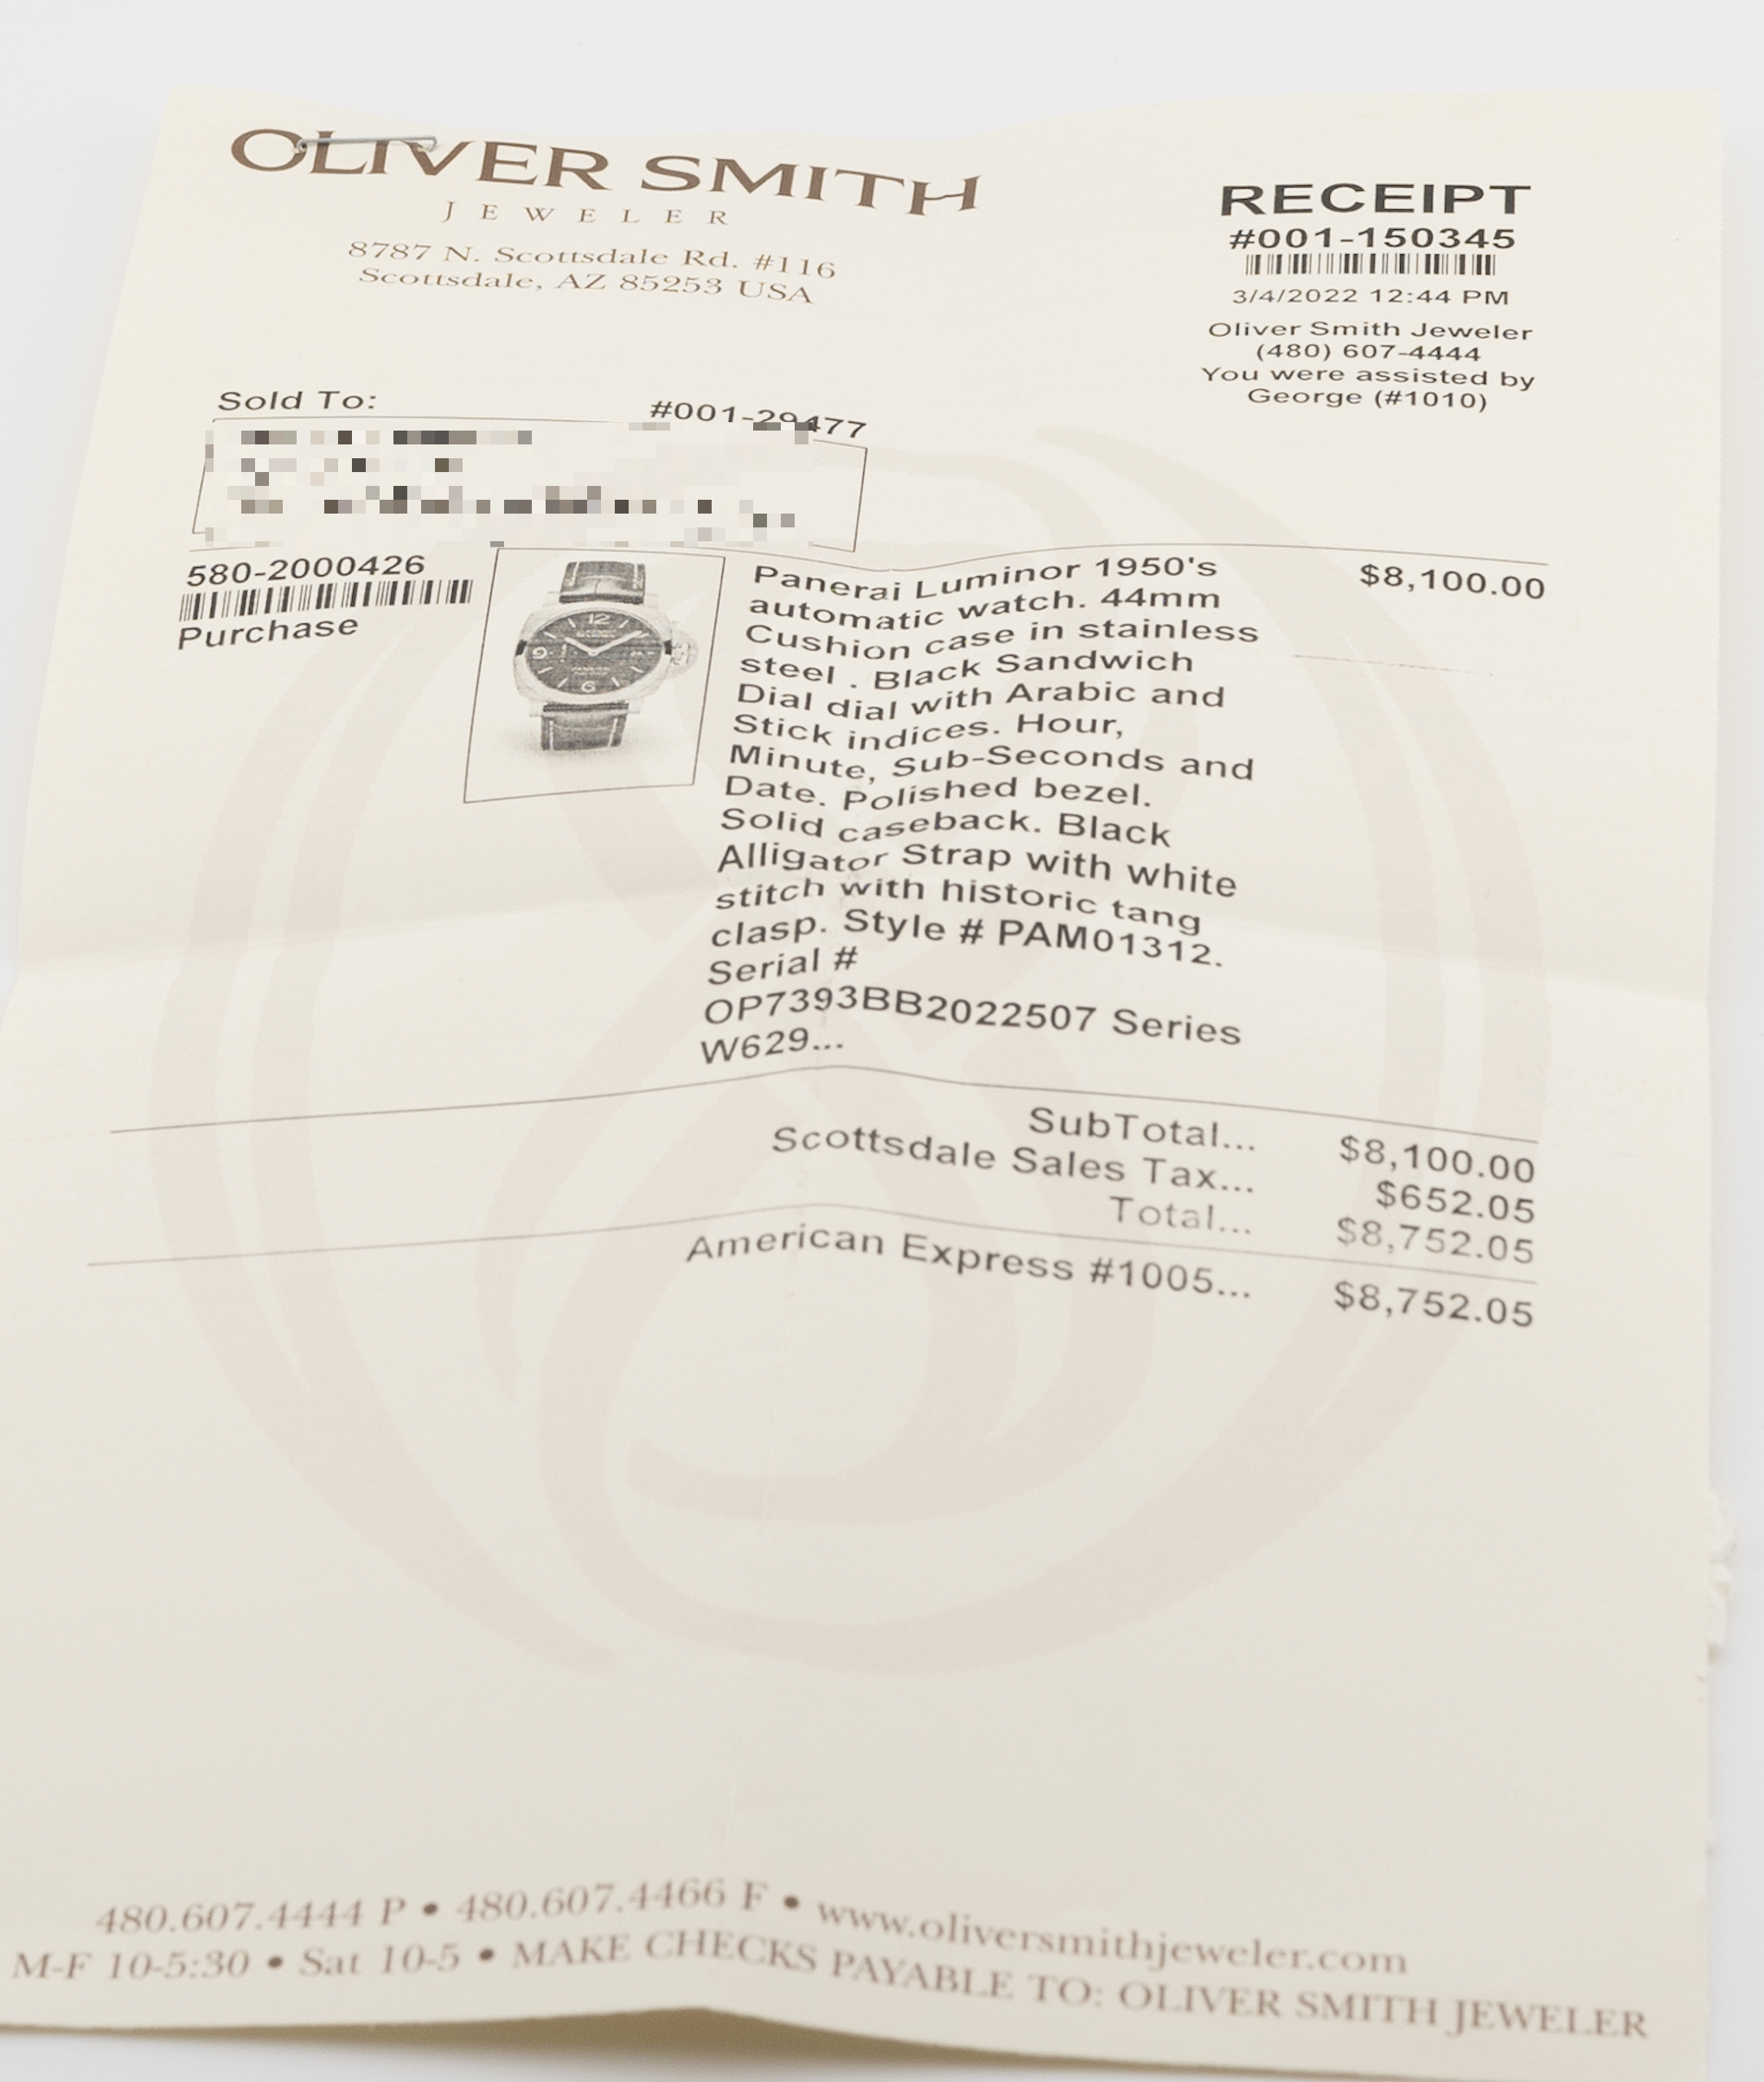 OLIVER SMITH
JEWELER
8787 N. Scottsdale Rd. #116
Scottsdale, AZ 85253 USA
RECEIPT
#001-150345
3/4/2022 12:44 PM
Oliver Smith Jeweler
(480) 607-4444
You were assisted by
George (#1010)
Sold To:
#001-29477
580-2000426
Purchase
Panerai Luminor 1950's
automatic watch. 44mm
Cushion case in stainless
steel . Black Sandwich
Dial dial with Arabic and
Stick indices. Hour,
Minute, Sub-Seconds and
Date. Polished bezel.
Solid caseback. Black
Alligator Strap with white
stitch with historic tang
clasp. Style # PAM01312.
Serial #
OP7393BB2022507 Series
W629...
$8,100.00
SubTotal... $8,100.00
Scottsdale Sales Tax... $652.05
Total... $8,752.05
American Express #1005... $8,752.05
480.607.4444 P • 480.607.4466 F • www.oliversmithjeweler.com
M-F 10-5:30 • Sat 10-5 • MAKE CHECKS PAYABLE TO: OLIVER SMITH JEWELER